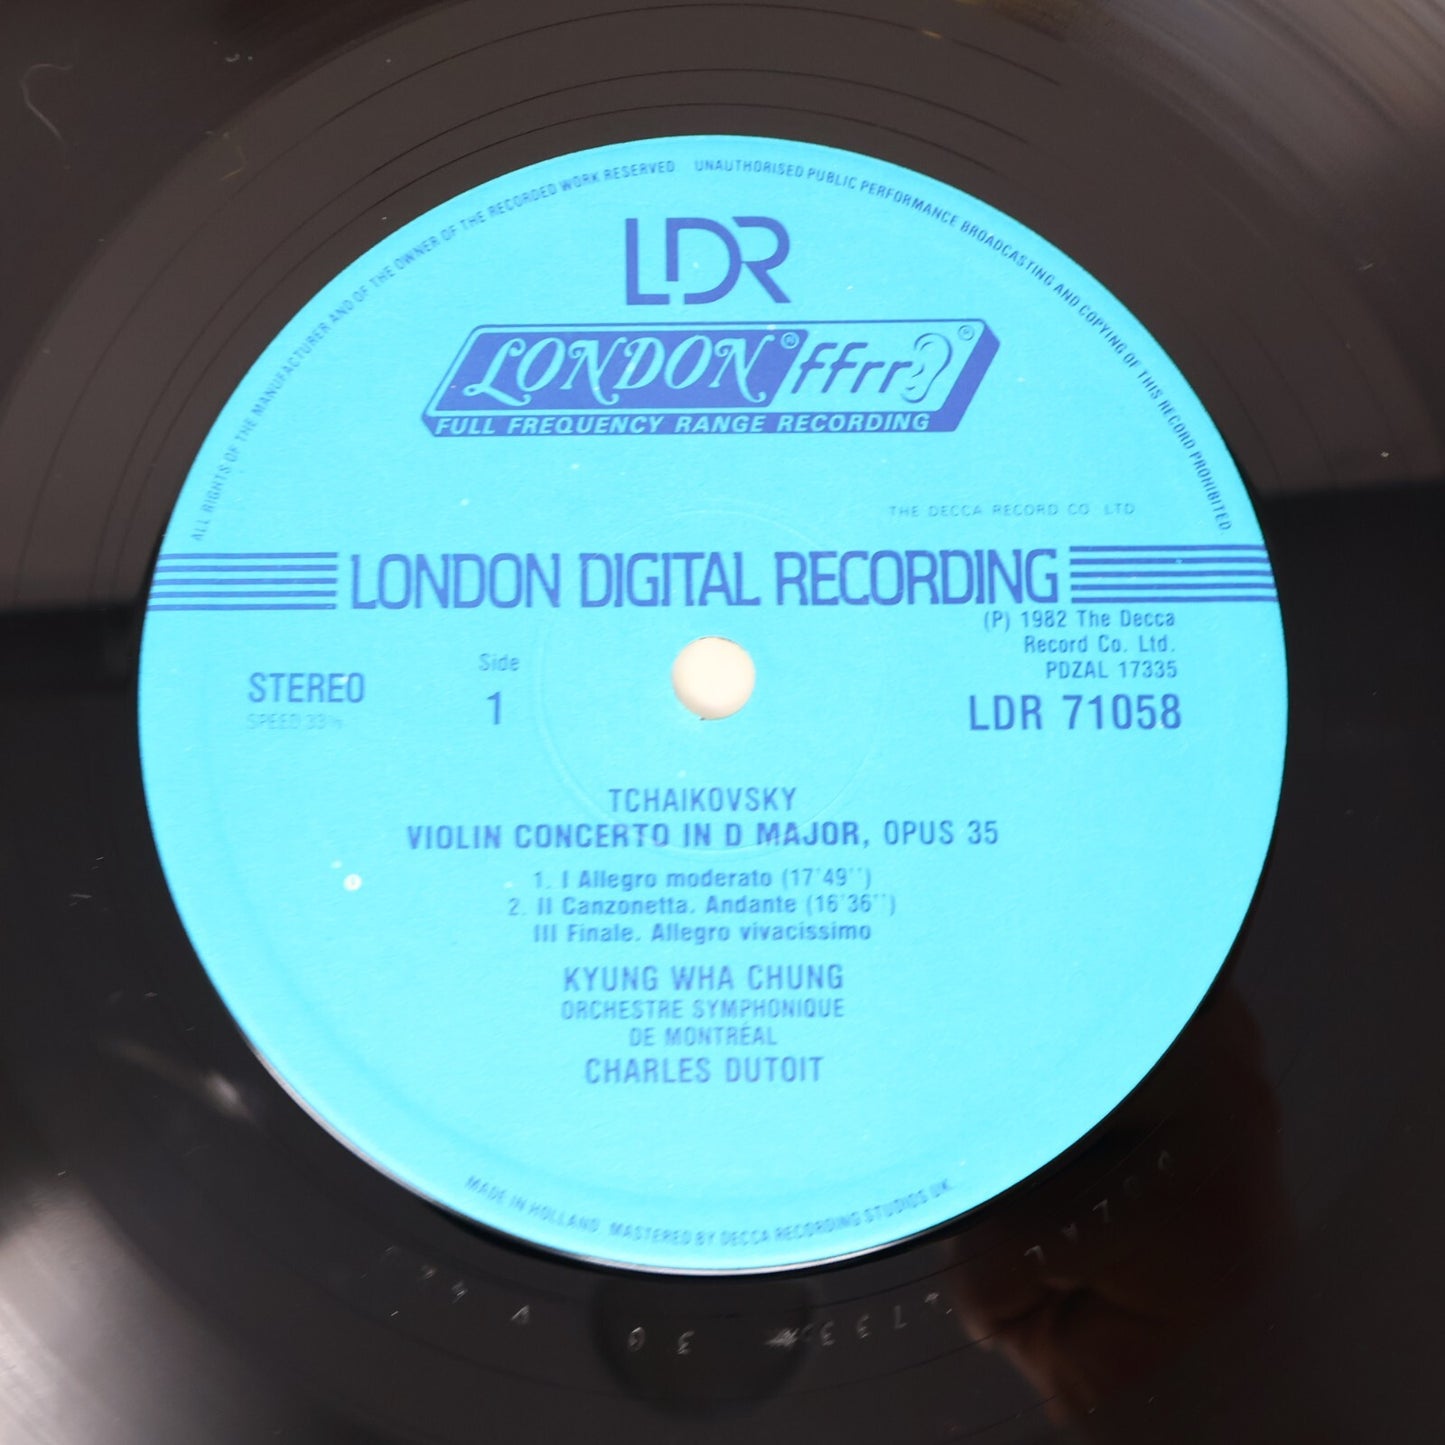 ALL RIGHTS OF THE MANUFACTURER AND OF THE OWNER OF THE RECORDED WORK RESERVED UNAUTHORISED PUBLIC PERFORMANCE BROADCASTING AND COPYING OF THIS RECORD PROHIBITED
LDR
LONDON® ffrr ®
FULL FREQUENCY RANGE RECORDING
THE DECCA RECORD CO LTD
LONDON DIGITAL RECORDING
(P) 1982 The Decca
Record Co. Ltd.
PDZAL 17335
LDR 71058
STEREO
SPEED 33⅓
Side
1
TCHAIKOVSKY
VIOLIN CONCERTO IN D MAJOR, OPUS 35
1. I Allegro moderato (17'49'')
2. II Canzonetta. Andante (16'36'')
III Finale. Allegro vivacissimo
KYUNG WHA CHUNG
ORCHESTRE SYMPHONIQUE
DE MONTRÉAL
CHARLES DUTOIT
MADE IN HOLLAND. MASTERED BY DECCA RECORDING STUDIOS UK.